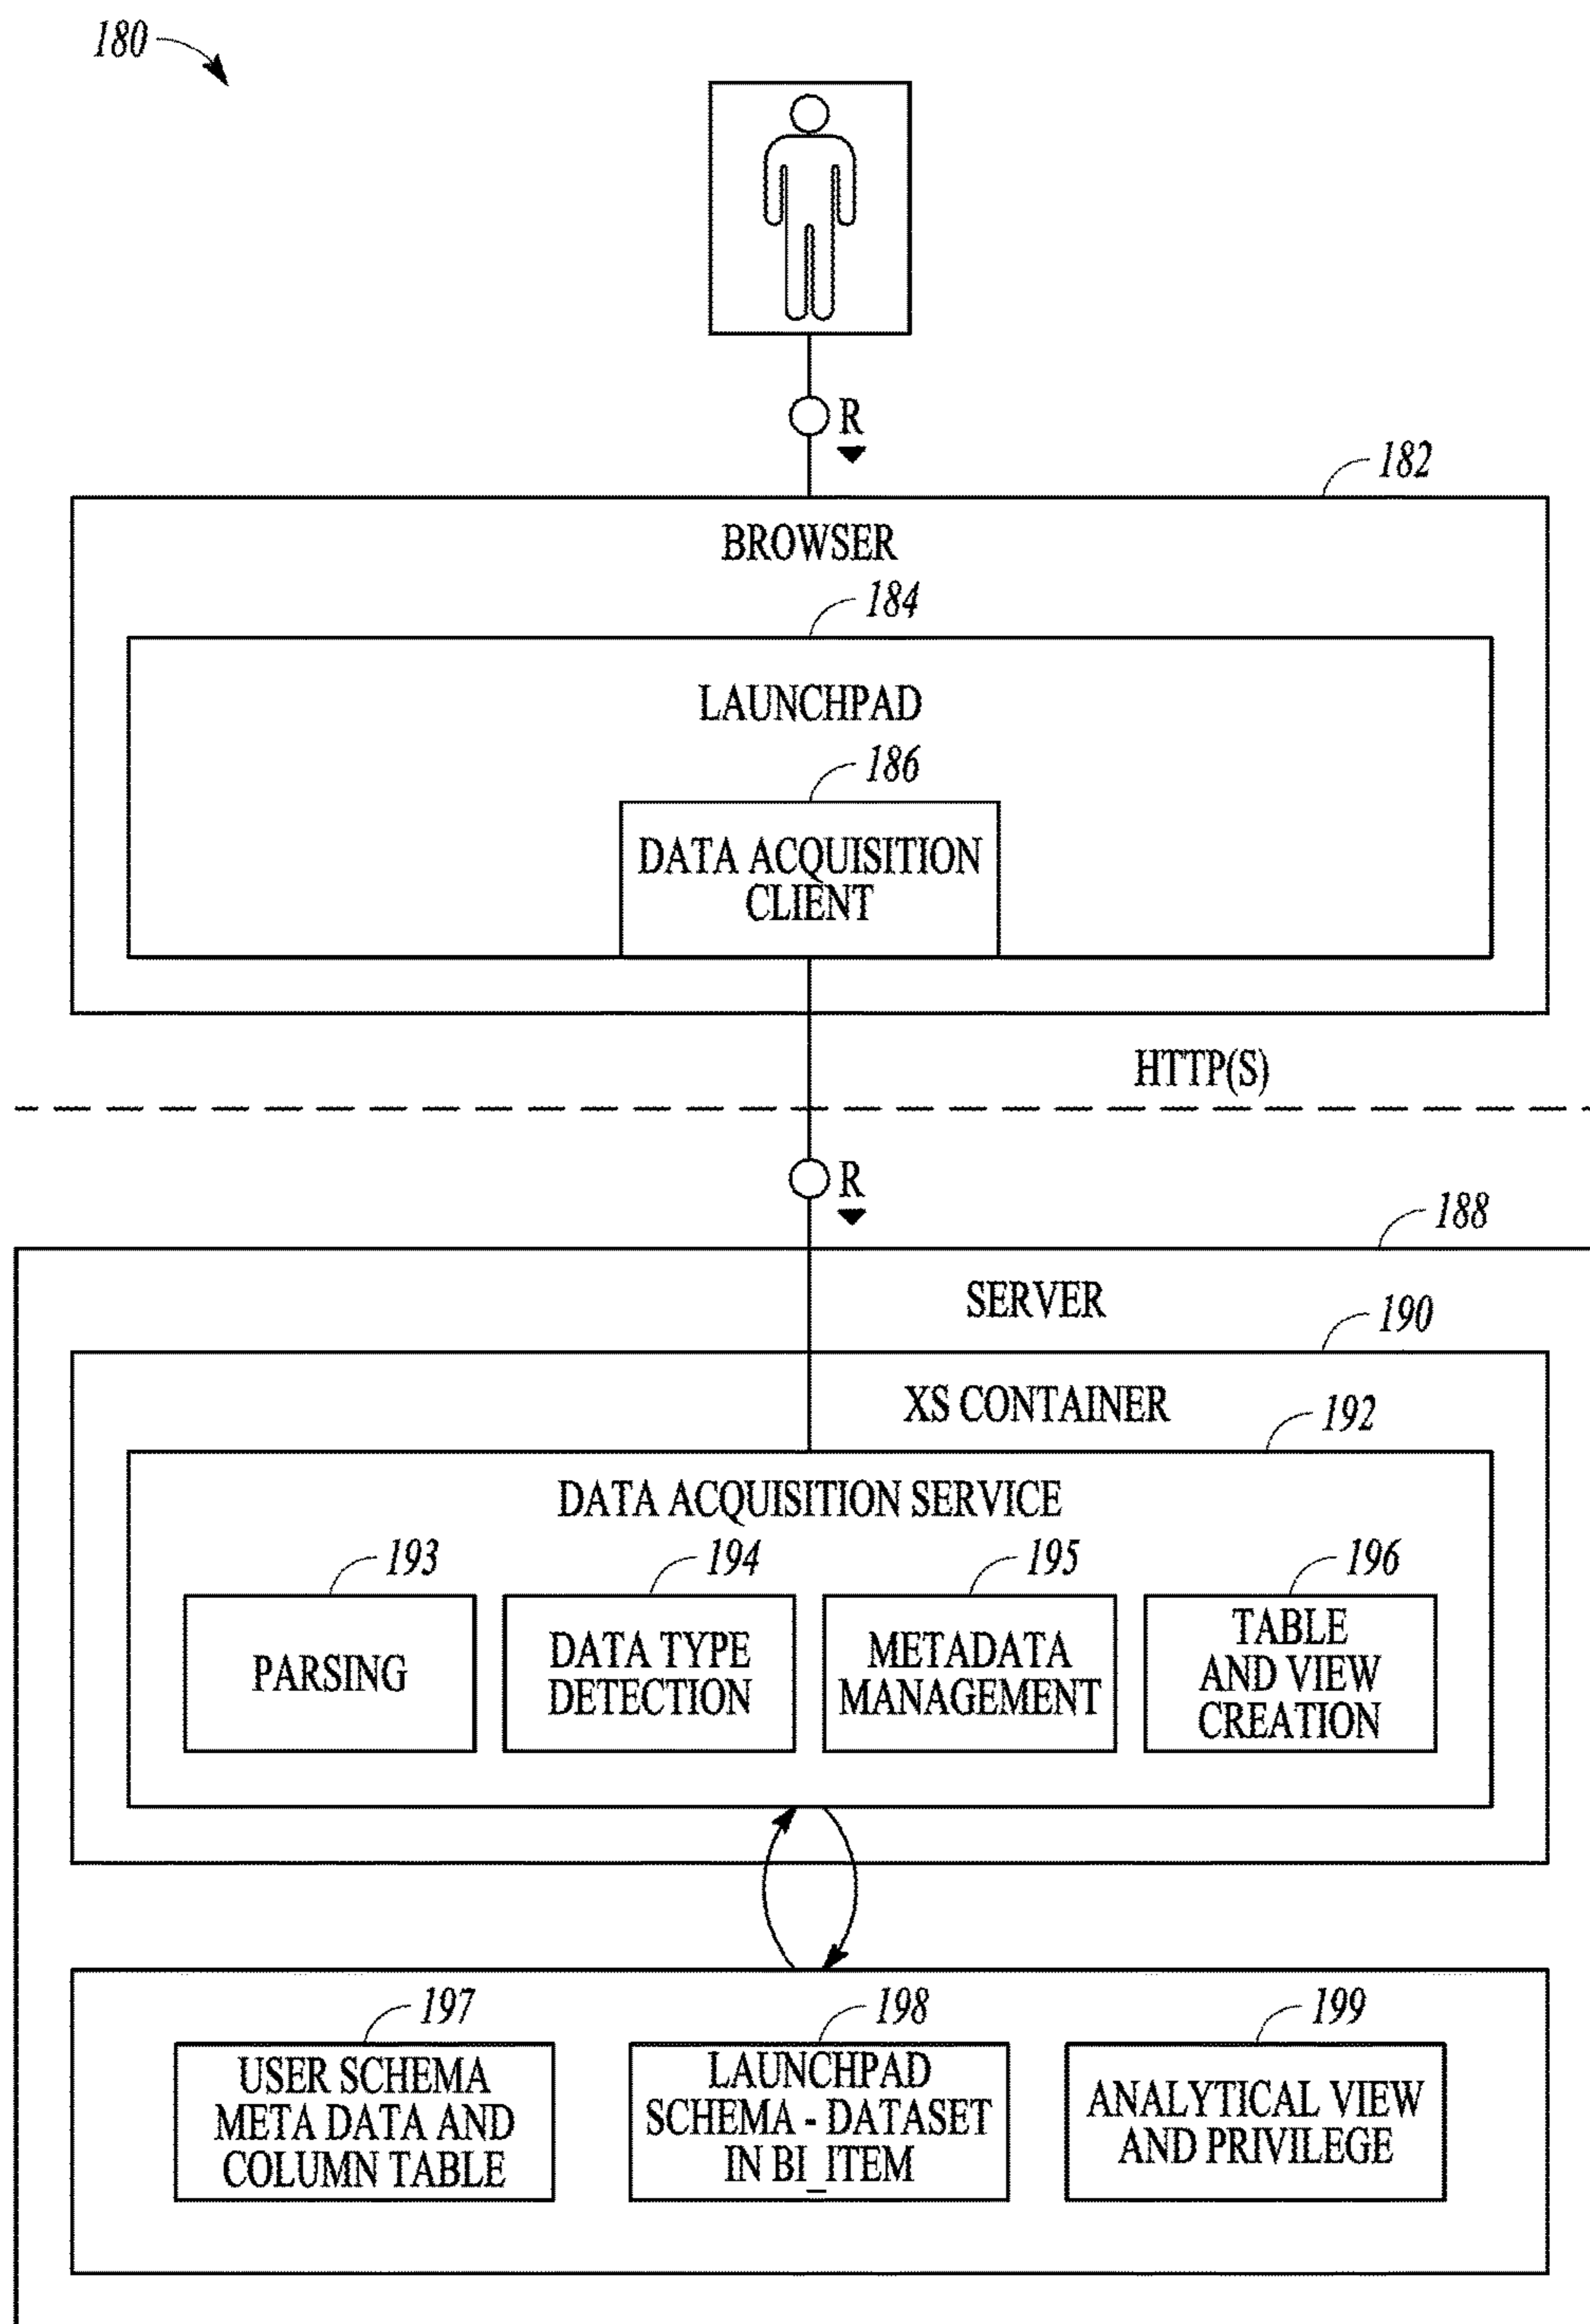 180
R
182
BROWSER
184
LAUNCHPAD
186
DATA ACQUISITION
CLIENT
HTTP(S)
R
188
SERVER
190
XS CONTAINER
192
DATA ACQUISITION SERVICE
193
194
195
196
PARSING
DATA TYPE
DETECTION
METADATA
MANAGEMENT
TABLE
AND VIEW
CREATION
197
198
199
USER SCHEMA
META DATA AND
COLUMN TABLE
LAUNCHPAD
SCHEMA - DATASET
IN BI_ITEM
ANALYTICAL VIEW
AND PRIVILEGE